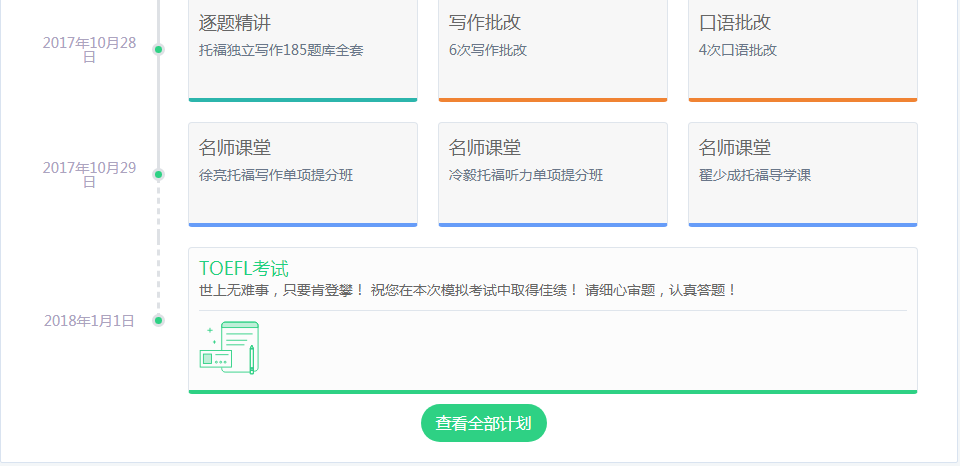 2017年10月28
日
逐题精讲
托福独立写作185题库全套
写作批改
6次写作批改
口语批改
4次口语批改
2017年10月29
日
名师课堂
徐亮托福写作单项提分班
名师课堂
冷毅托福听力单项提分班
名师课堂
翟少成托福导学课
2018年1月1日
TOEFL考试
世上无难事，只要肯登攀！ 祝您在本次模拟考试中取得佳绩！ 请细心审题，认真答题！
查看全部计划